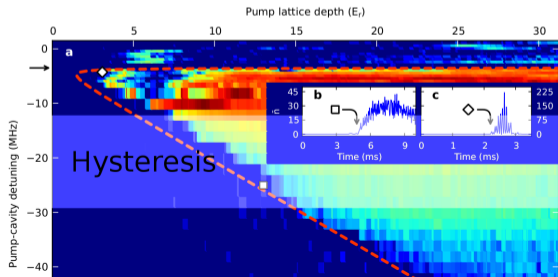 Pump lattice depth (Er)
0 5 10 15 20 25 30
Pump-cavity detuning (MHz)
0
−10
−20
−30
−40
a
Hysteresis
b
45
30
15
0
0 3 6 9
Time (ms)
c
225
150
75
0
0 1 2 3
Time (ms)